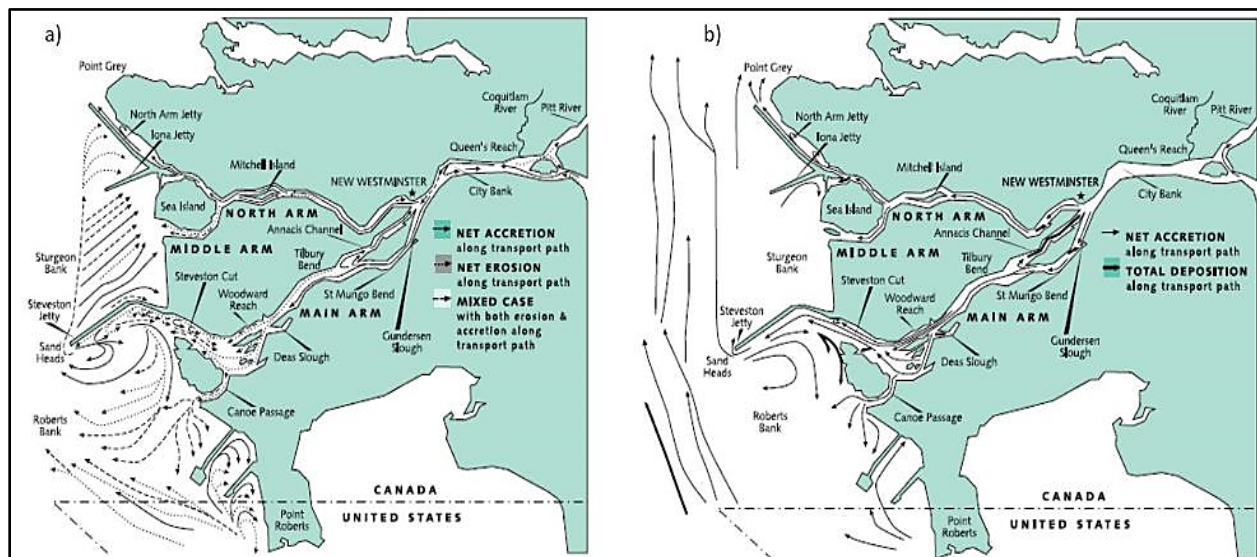 a)
Point Grey
North Arm Jetty
Iona Jetty
Coquitlam
River
Pitt River
Queen's Reach
Mitchell Island
NEW WESTMINSTER
City Bank
Sea Island
NORTH ARM
Annacis Channel
MIDDLE ARM
Tilbury
Bend
Sturgeon
Bank
Steveston Cut
Woodward
Reach
St Mungo Bend
MAIN ARM
Steveston
Jetty
Sand
Heads
Deas Slough
Gundersen
Slough
Canoe Passage
Roberts
Bank
NET ACCRETION
along transport path
NET EROSION
along transport path
MIXED CASE
with both erosion &
accretion along
transport path
CANADA
UNITED STATES
Point
Roberts
b)
Point Grey
North Arm Jetty
Iona Jetty
Coquitlam
River
Pitt River
Queen's Reach
Mitchell Island
NEW WESTMINSTER
City Bank
Sea Island
NORTH ARM
Annacis Channel
MIDDLE ARM
Tilbury
Bend
Sturgeon
Bank
Steveston Cut
Woodward
Reach
St Mungo Bend
MAIN ARM
Steveston
Jetty
Sand
Heads
Deas Slough
Gundersen
Slough
Canoe Passage
Roberts
Bank
NET ACCRETION
along transport path
TOTAL DEPOSITION
along transport path
CANADA
UNITED STATES
Point
Roberts